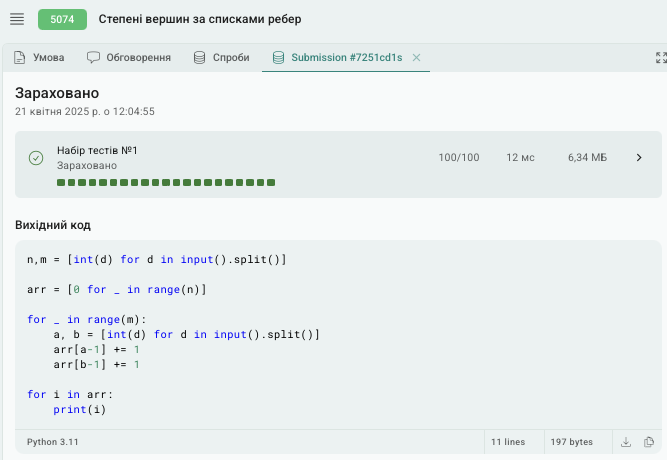 5074 Степені вершин за списками ребер
Умова Обговорення Спроби Submission #7251cd1s
Зараховано
21 квітня 2025 р. о 12:04:55
Набір тестів №1
Зараховано
100/100 12 мс 6,34 МБ
Вихідний код
n,m = [int(d) for d in input().split()]
arr = [0 for _ in range(n)]
for _ in range(m):
    a, b = [int(d) for d in input().split()]
    arr[a-1] += 1
    arr[b-1] += 1
for i in arr:
    print(i)
Python 3.11 11 lines 197 bytes